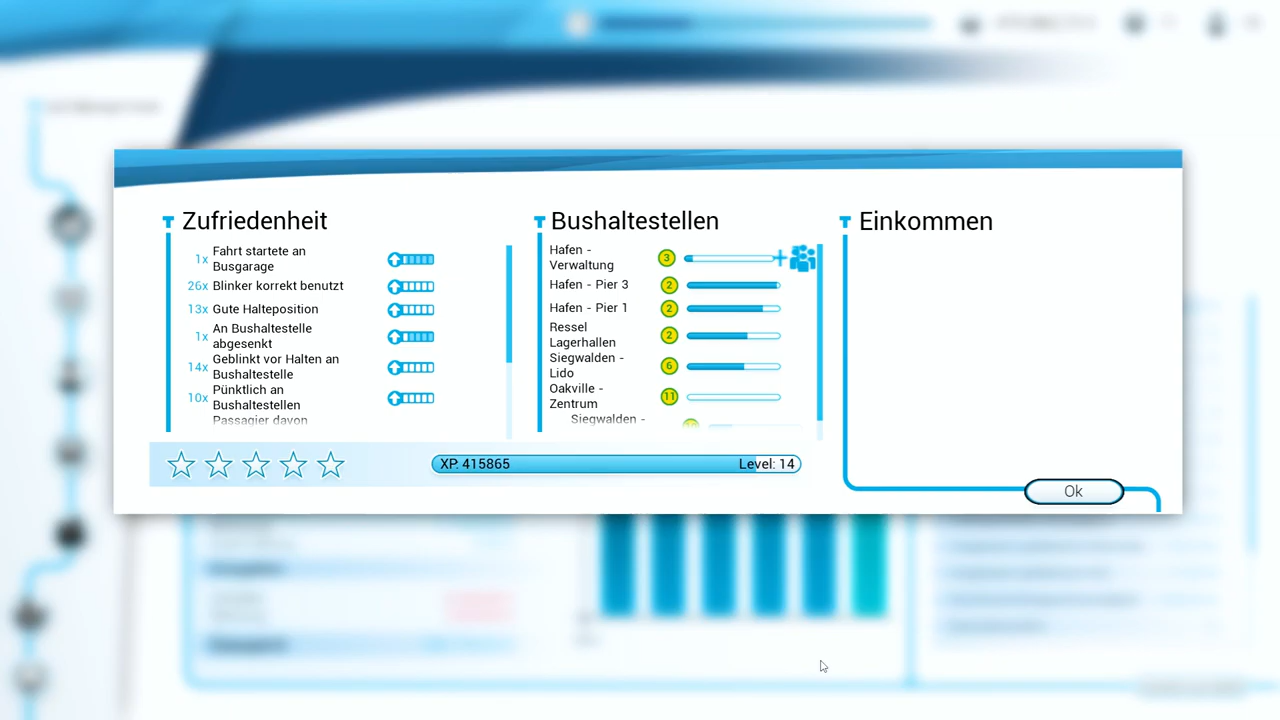 Zufriedenheit
1x Fahrt startete an
Busgarage
26x Blinker korrekt benutzt
13x Gute Halteposition
1x An Bushaltestelle
abgesenkt
14x Geblinkt vor Halten an
Bushaltestelle
10x Pünktlich an
Bushaltestellen
Passagier davon
Bushaltestellen
Hafen -
Verwaltung 3
Hafen - Pier 3 2
Hafen - Pier 1 2
Ressel
Lagerhallen 2
Siegwalden -
Lido 6
Oakville -
Zentrum 11
Siegwalden -
Einkommen
XP: 415865 Level: 14
Ok